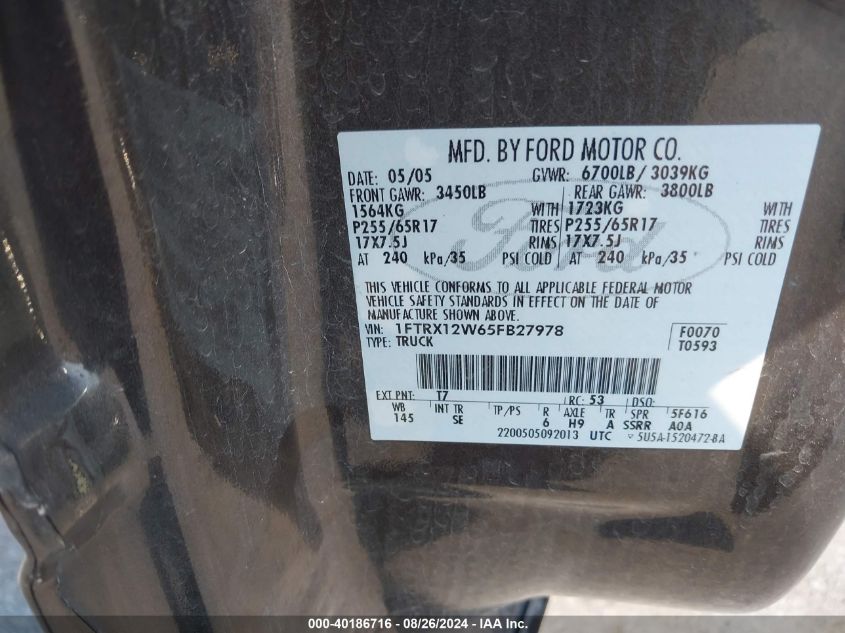 MFD. BY FORD MOTOR CO.
DATE: 05/05 GVWR: 6700LB/ 3039KG
FRONT GAWR: 3450LB REAR GAWR: 3800LB
1564KG WITH 1723KG WITH
P255/65R17 TIRES P255/65R17 TIRES
17X7.5J RIMS 17X7.5J RIMS
AT 240 kPa/35 PSI COLD AT 240 kPa/35 PSI COLD
Ford
THIS VEHICLE CONFORMS TO ALL APPLICABLE FEDERAL MOTOR
VEHICLE SAFETY STANDARDS IN EFFECT ON THE DATE OF
MANUFACTURE SHOWN ABOVE.
VIN: 1FTRX12W65FB27978 F0070
TYPE: TRUCK T0593
EXT PNT: T7 RC: 53 DSO:
WB INT TR TP/PS R AXLE TR SPR 5F616
145 SE 6 H9 A SSRR A0A
2200505092013 UTC 5U5A-1520472-BA
000-40186716 - 08/26/2024 - IAAI.COM